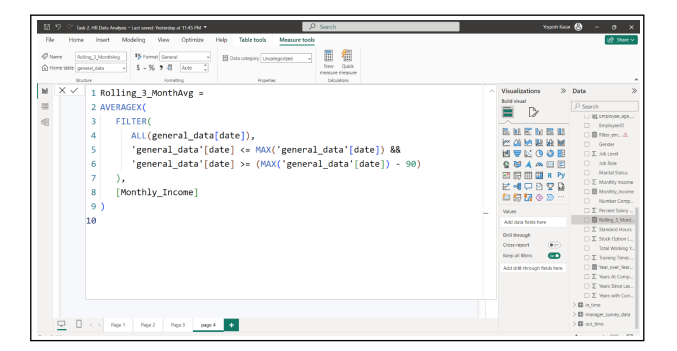 Task 2. HR Data Analysis • Last saved: Yesterday at 11:45 PM
Search
Yogesh Kasar
File Home Insert Modeling View Optimize Help Table tools Measure tools
Share
Name Rolling_3_MonthAvg
Format General
Data category Uncategorized
Home table general_data
$ % 9 Auto
New measure
Quick measure
Structure Formatting Properties Calculations
1 Rolling_3_MonthAvg =
2 AVERAGEX(
3 FILTER(
4 ALL(general_data[date]),
5 'general_data'[date] <= MAX('general_data'[date]) &&
6 'general_data'[date] >= (MAX('general_data'[date]) - 90)
7 ),
8 [Monthly_Income]
9 )
10
Visualizations
Build visual
R Py
Values
Add data fields here
Drill through
Cross-report
Off
Keep all filters
On
Add drill-through fields here
Data
Search
Employee_age_...
EmployeeID
Filter_em...
Gender
Job Level
Job Role
Marital Status
Monthly Income
Monthly_Income
Number Comp...
Percent Salary ...
Rolling_3_Mont...
Standard Hours
Stock Option L...
Total Working Y...
Training Times ...
Year_over_Year...
Years At Comp...
Years Since Las...
Years with Curr...
in_time
manager_survey_data
out_time
Page 1 Page 2 Page 3 page 4